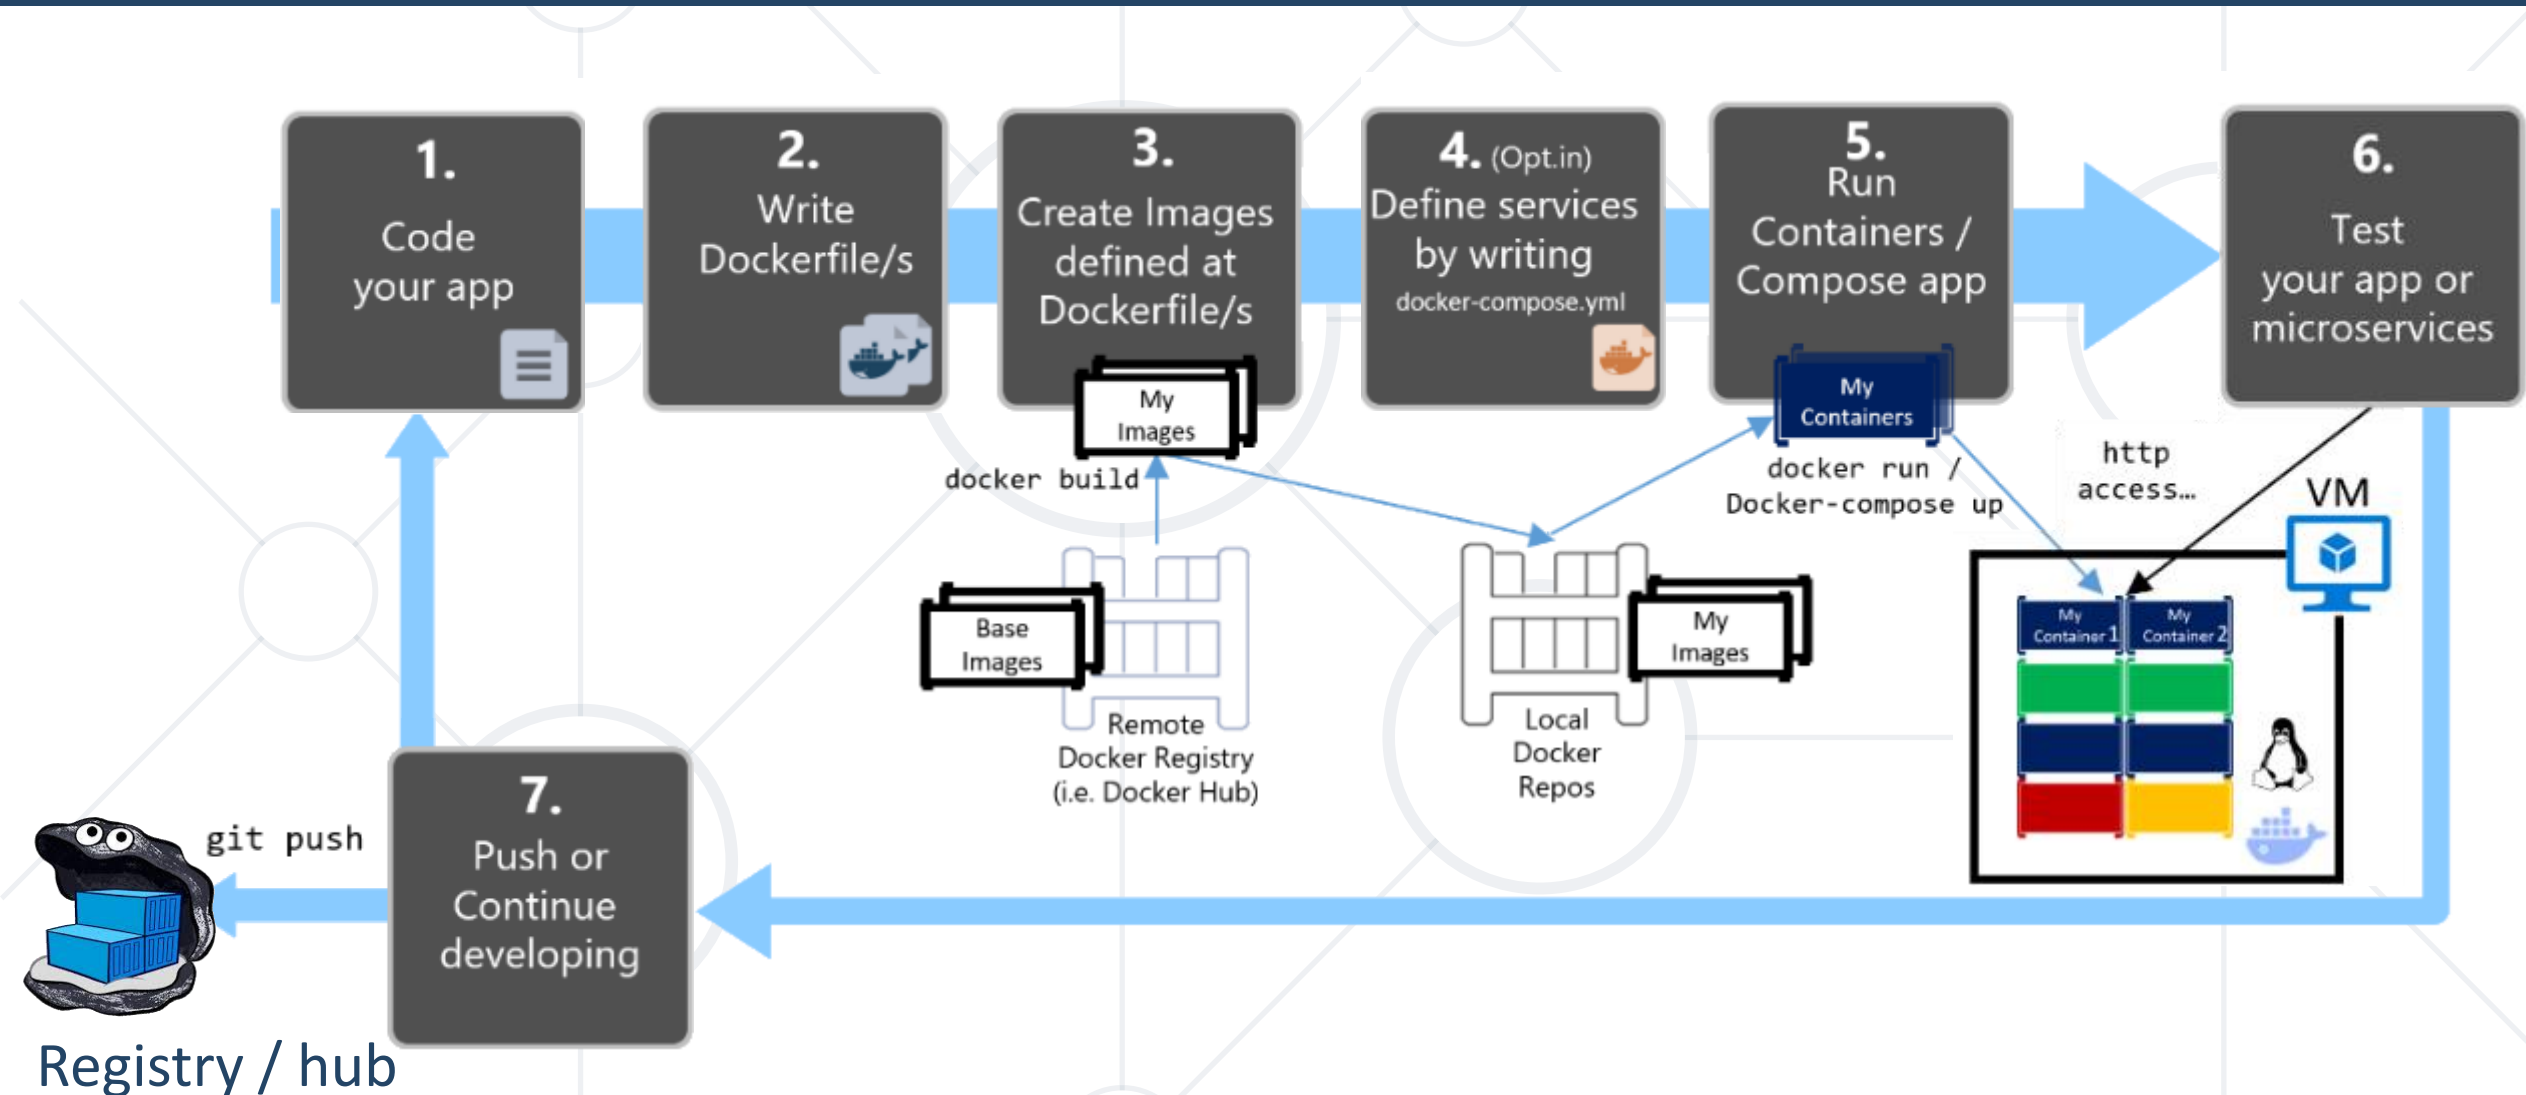 1.
Code
your app
2.
Write
Dockerfile/s
3.
Create Images
defined at
Dockerfile/s
My
Images
4. (Opt.in)
Define services
by writing
docker-compose.yml
5.
Run
Containers /
Compose app
My
Containers
6.
Test
your app or
microservices
docker build
docker run /
Docker-compose up
http
access…
VM
Base
Images
Remote
Docker Registry
(i.e. Docker Hub)
My
Images
Local
Docker
Repos
My
Container 1
My
Container 2
7.
Push or
Continue
developing
git push
Registry / hub